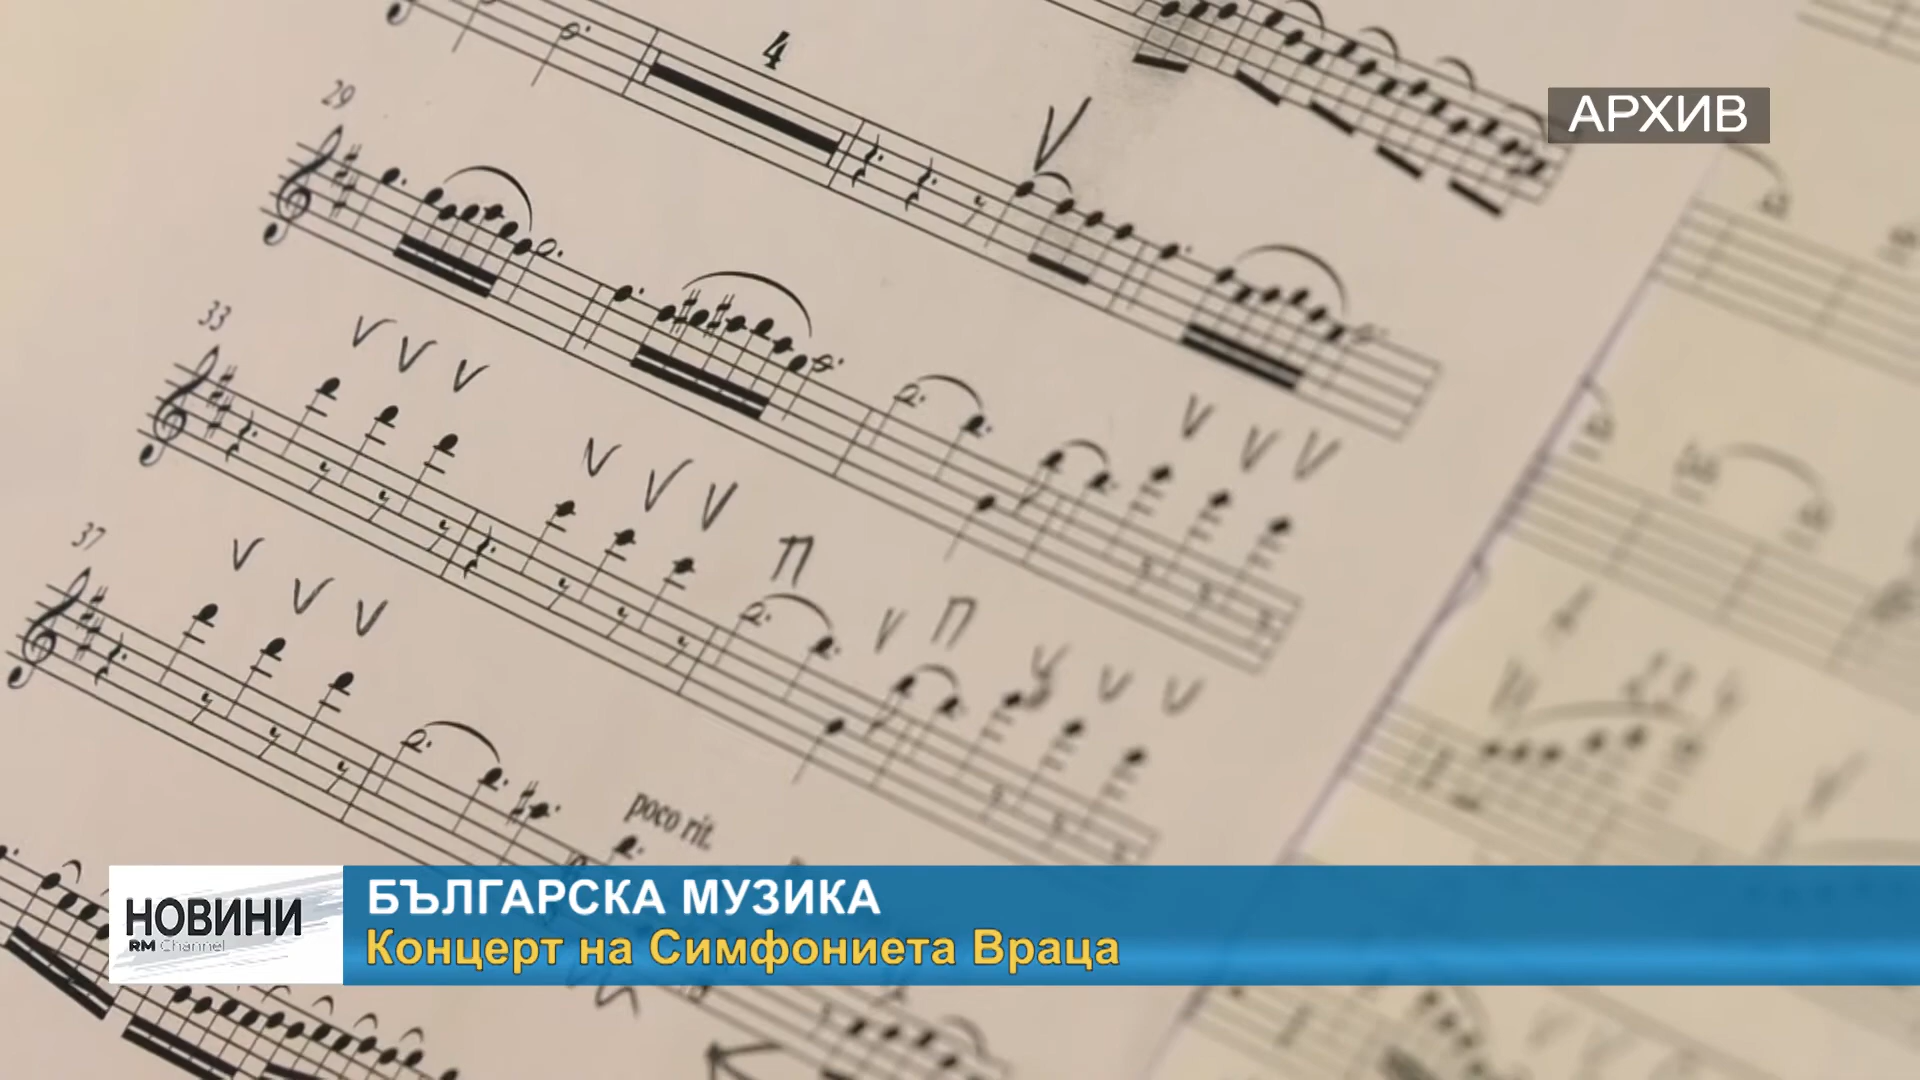 4
АРХИВ
29
33
37
poco rit.
БЪЛГАРСКА МУЗИКА
Концерт на Симфониета Враца
НОВИНИ
RM Channel